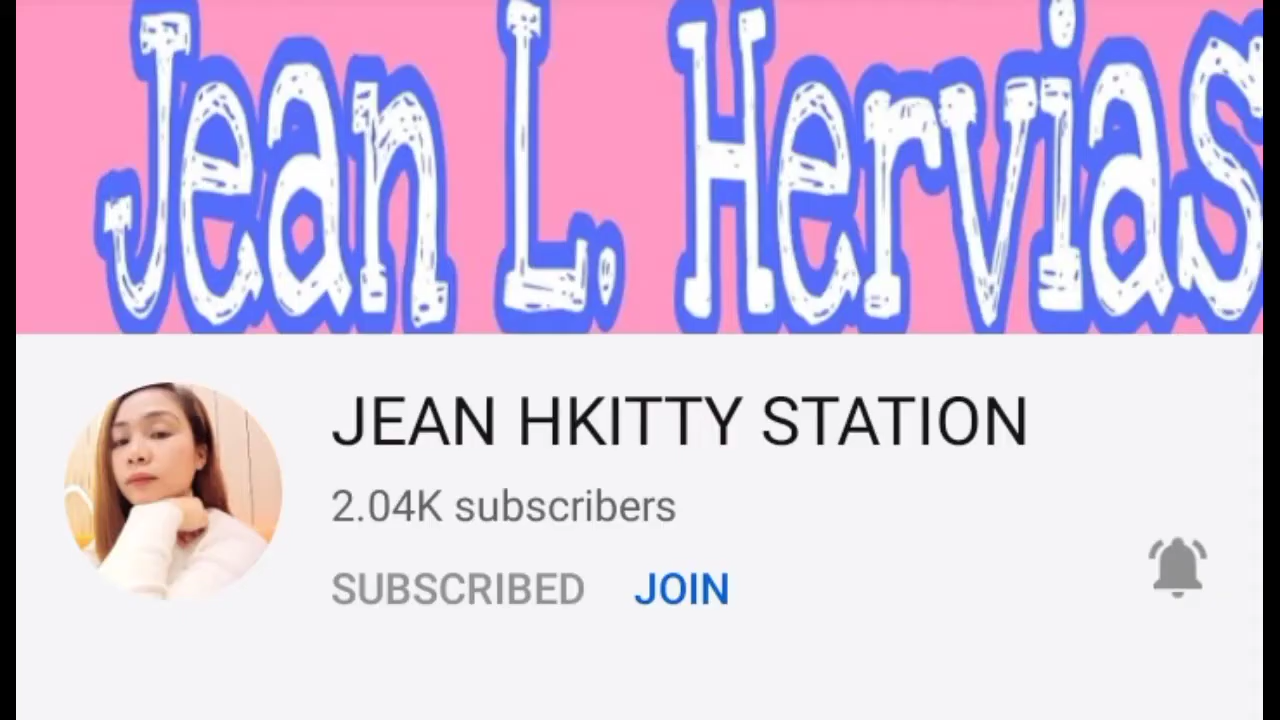 Jean L. Hervias
JEAN HKITTY STATION
2.04K subscribers
SUBSCRIBED JOIN